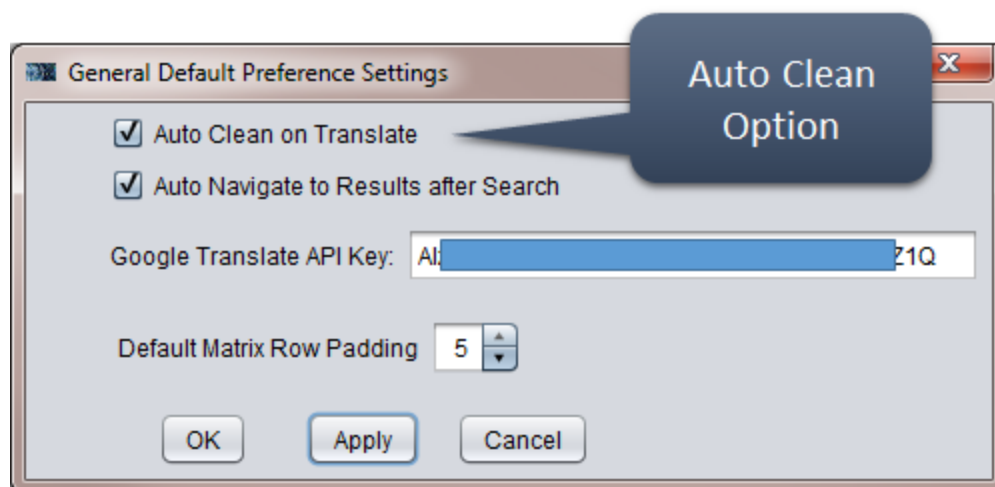 General Default Preference Settings
Auto Clean
Option
Auto Clean on Translate
Auto Navigate to Results after Search
Google Translate API Key: AI Z1Q
Default Matrix Row Padding 5
OK Apply Cancel